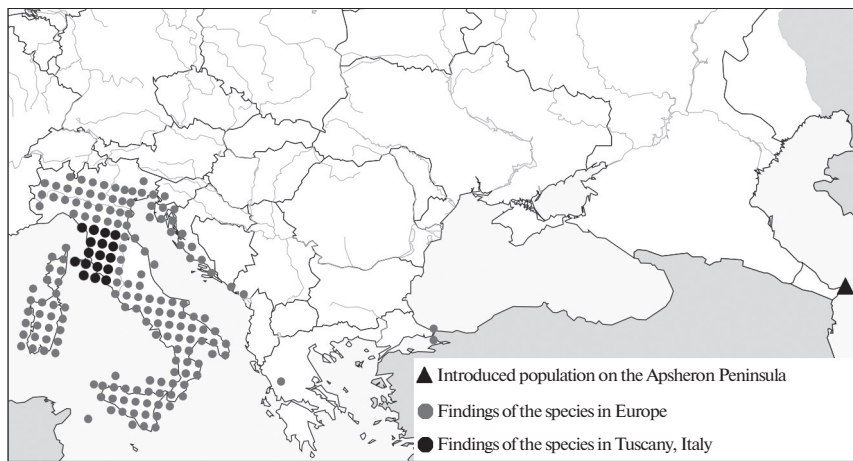 Introduced population on the Apsheron Peninsula
Findings of the species in Europe
Findings of the species in Tuscany, Italy